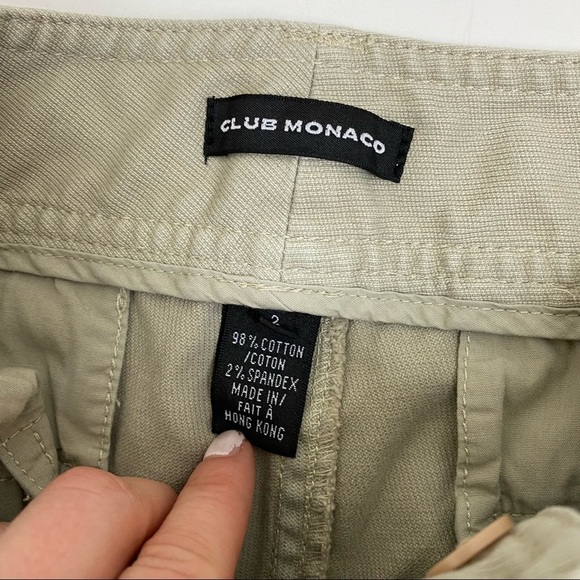 CLUB MONACO
2
98% COTTON
/COTON
2% SPANDEX
MADE IN/
FAIT À
HONG KONG